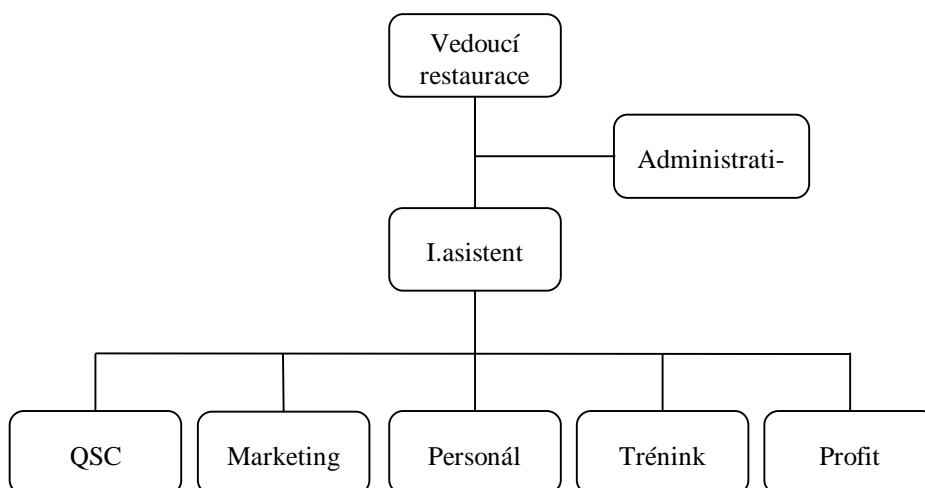 Vedoucí
restaurace
Administrati-
I.asistent
QSC
Marketing
Personál
Trénink
Profit